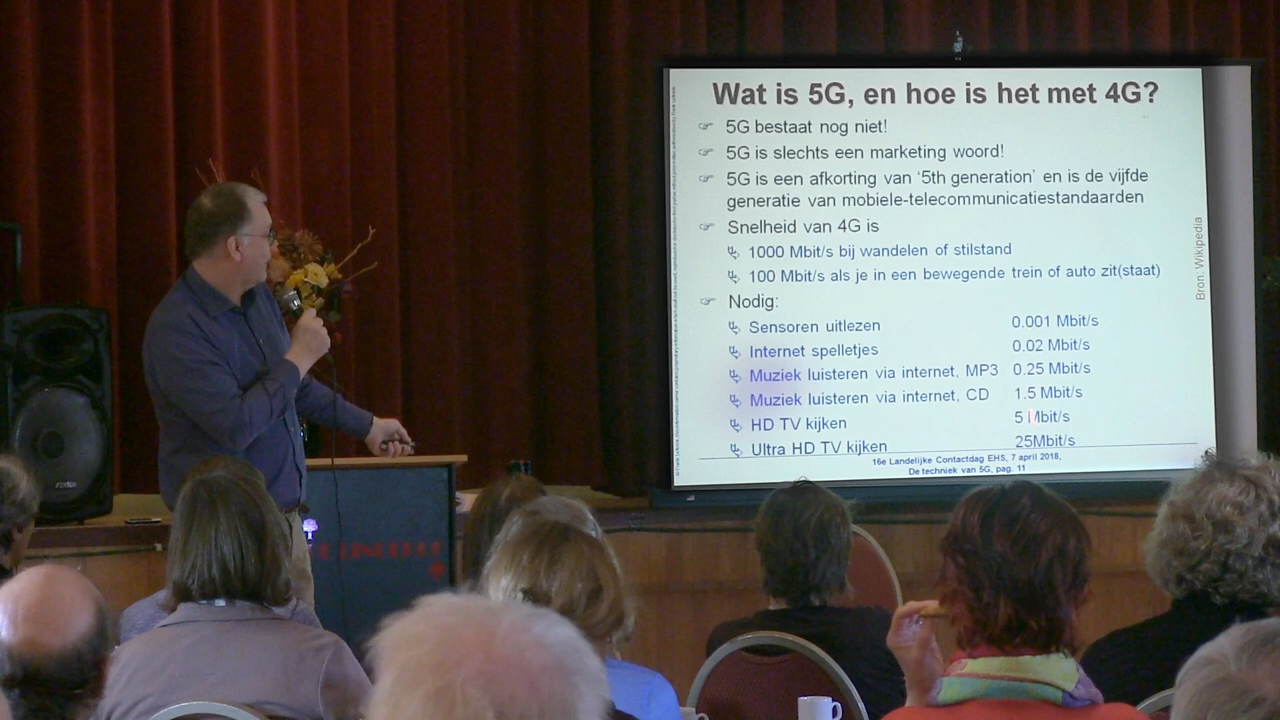 Wat is 5G, en hoe is het met 4G?
5G bestaat nog niet!
5G is slechts een marketing woord!
5G is een afkorting van ‘5th generation’ en is de vijfde
generatie van mobiele-telecommunicatiestandaarden
Snelheid van 4G is
1000 Mbit/s bij wandelen of stilstand
100 Mbit/s als je in een bewegende trein of auto zit(staat)
Nodig:
Sensoren uitlezen 0.001 Mbit/s
Internet spelletjes 0.02 Mbit/s
Muziek luisteren via internet, MP3 0.25 Mbit/s
Muziek luisteren via internet, CD 1.5 Mbit/s
HD TV kijken 5 Mbit/s
Ultra HD TV kijken 25Mbit/s
16e Landelijke Contactdag EHS, 7 april 2018,
De techniek van 5G, pag. 11
Bron, Wikipedia